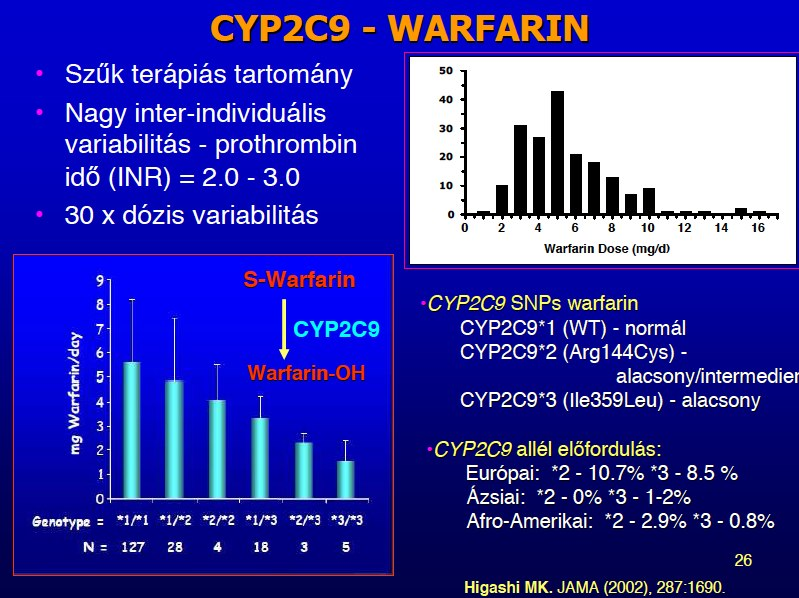 CYP2C9 - WARFARIN
• Szűk terápiás tartomány
• Nagy inter-individuális
variabilitás - prothrombin
idő (INR) = 2.0 - 3.0
• 30 x dózis variabilitás
50
40
30
20
10
0
0 2 4 6 8 10 12 14 16
Warfarin Dose (mg/d)
S-Warfarin
CYP2C9
Warfarin-OH
mg Warfarin/day
9
8
7
6
5
4
3
2
1
0
Genotype = *1/*1 *1/*2 *2/*2 *1/*3 *2/*3 *3/*3
N = 127 28 4 18 3 5
•CYP2C9 SNPs warfarin
CYP2C9*1 (WT) - normál
CYP2C9*2 (Arg144Cys) -
alacsony/intermedier
CYP2C9*3 (Ile359Leu) - alacsony
•CYP2C9 allél előfordulás:
Európai: *2 - 10.7% *3 - 8.5 %
Ázsiai: *2 - 0% *3 - 1-2%
Afro-Amerikai: *2 - 2.9% *3 - 0.8%
26
Higashi MK. JAMA (2002), 287:1690.